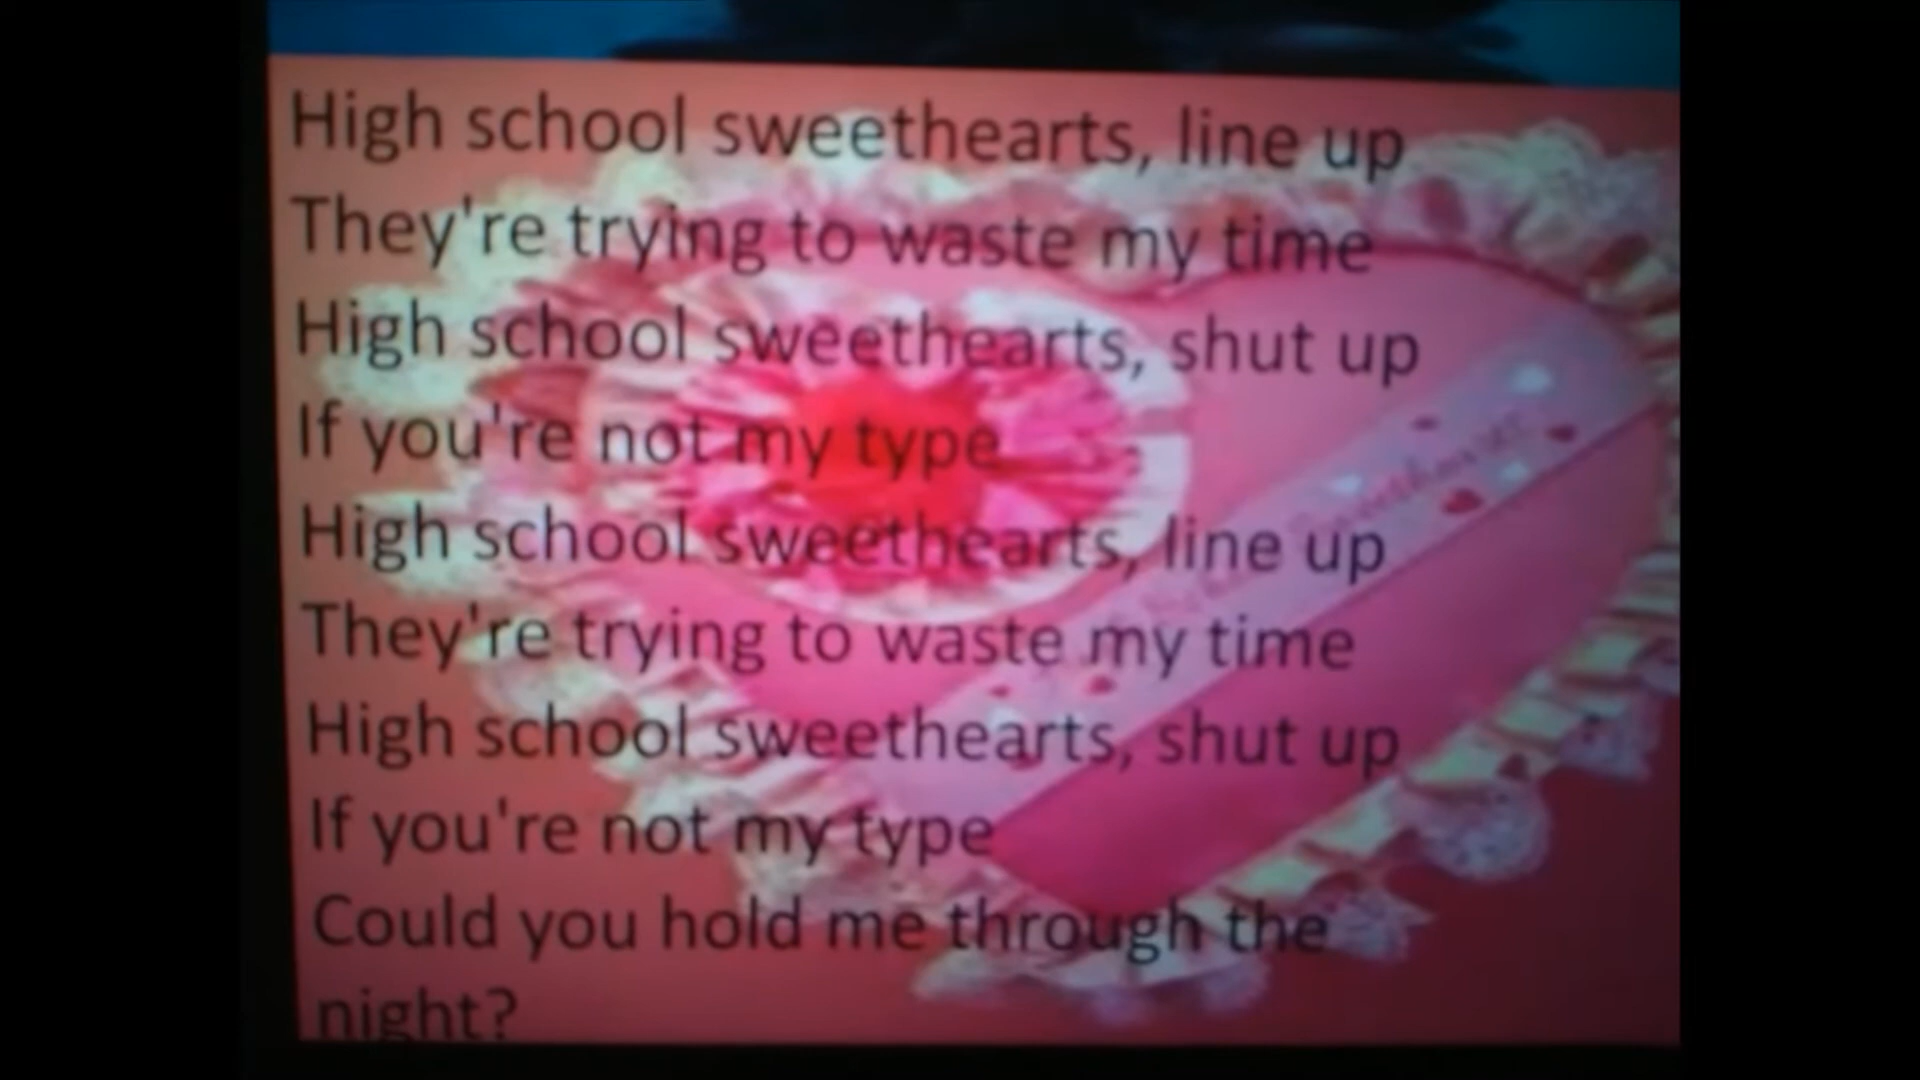 High school sweethearts, line up
They're trying to waste my time
High school sweethearts, shut up
If you're not my type
High school sweethearts, line up
They're trying to waste my time
High school sweethearts, shut up
If you're not my type
Could you hold me through the
night?